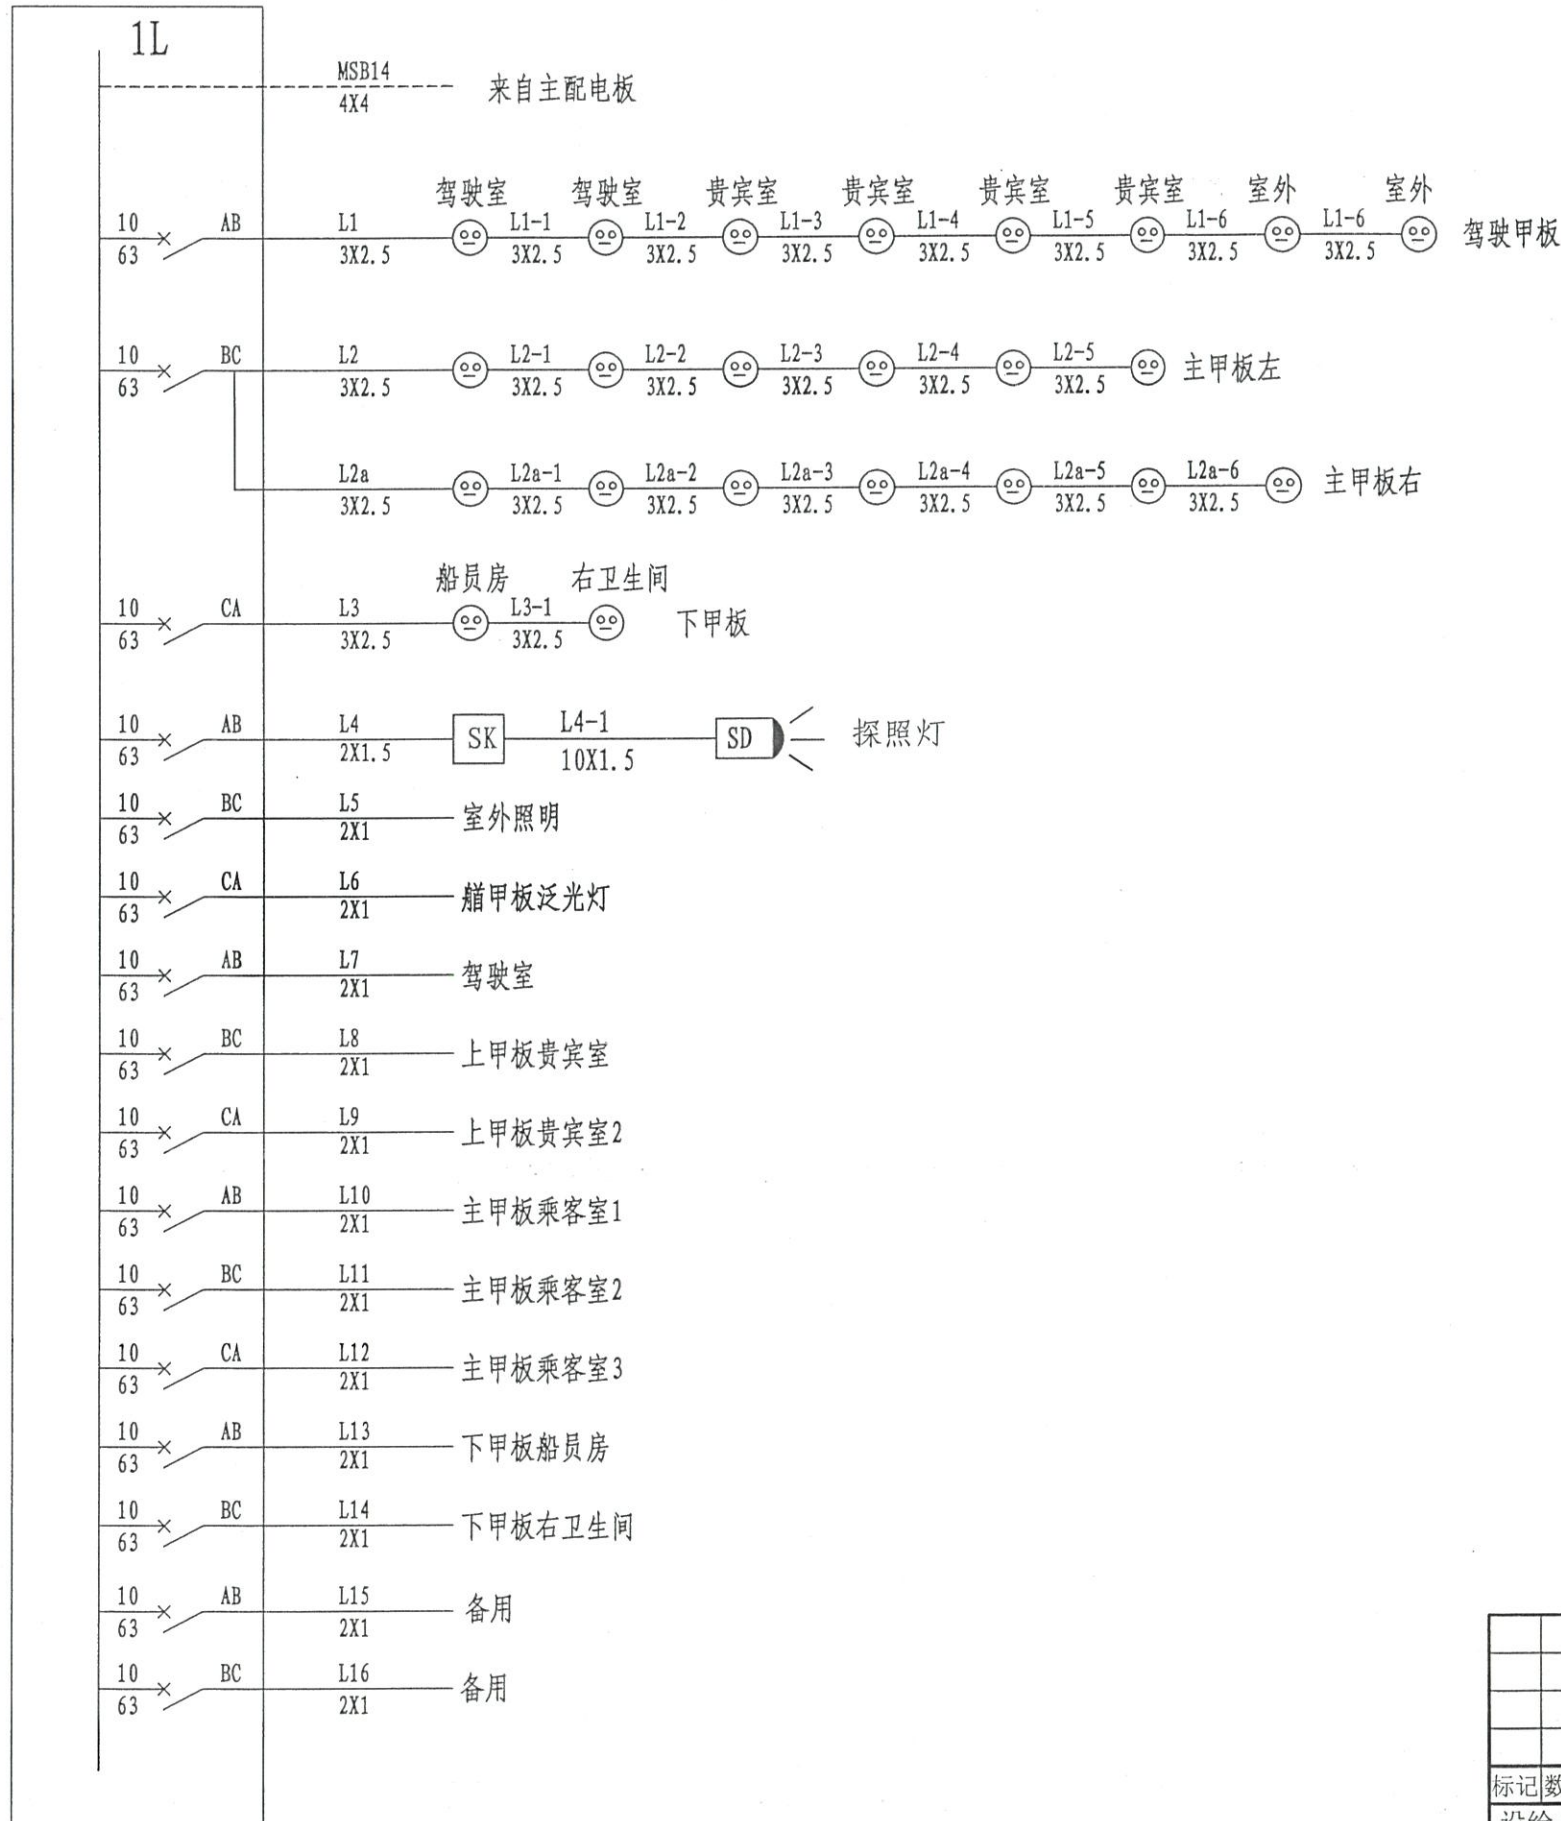 1L
MSB14
4X4
来自主配电板
驾驶室 驾驶室 贵宾室 贵宾室 贵宾室 贵宾室 室外 室外
10 AB L1 L1-1 L1-2 L1-3 L1-4 L1-5 L1-6 L1-6 驾驶甲板
63 3X2.5 3X2.5 3X2.5 3X2.5 3X2.5 3X2.5 3X2.5 3X2.5
10 BC L2 L2-1 L2-2 L2-3 L2-4 L2-5 主甲板左
63 3X2.5 3X2.5 3X2.5 3X2.5 3X2.5 3X2.5
L2a L2a-1 L2a-2 L2a-3 L2a-4 L2a-5 L2a-6 主甲板右
3X2.5 3X2.5 3X2.5 3X2.5 3X2.5 3X2.5 3X2.5
船员房 右卫生间
10 CA L3 L3-1 下甲板
63 3X2.5 3X2.5
10 AB L4 SK L4-1 SD 探照灯
63 2X1.5 10X1.5
10 BC L5 室外照明
63 2X1
10 CA L6 艏甲板泛光灯
63 2X1
10 AB L7 驾驶室
63 2X1
10 BC L8 上甲板贵宾室
63 2X1
10 CA L9 上甲板贵宾室2
63 2X1
10 AB L10 主甲板乘客室1
63 2X1
10 BC L11 主甲板乘客室2
63 2X1
10 CA L12 主甲板乘客室3
63 2X1
10 AB L13 下甲板船员房
63 2X1
10 BC L14 下甲板右卫生间
63 2X1
10 AB L15 备用
63 2X1
10 BC L16 备用
63 2X1
标记 数